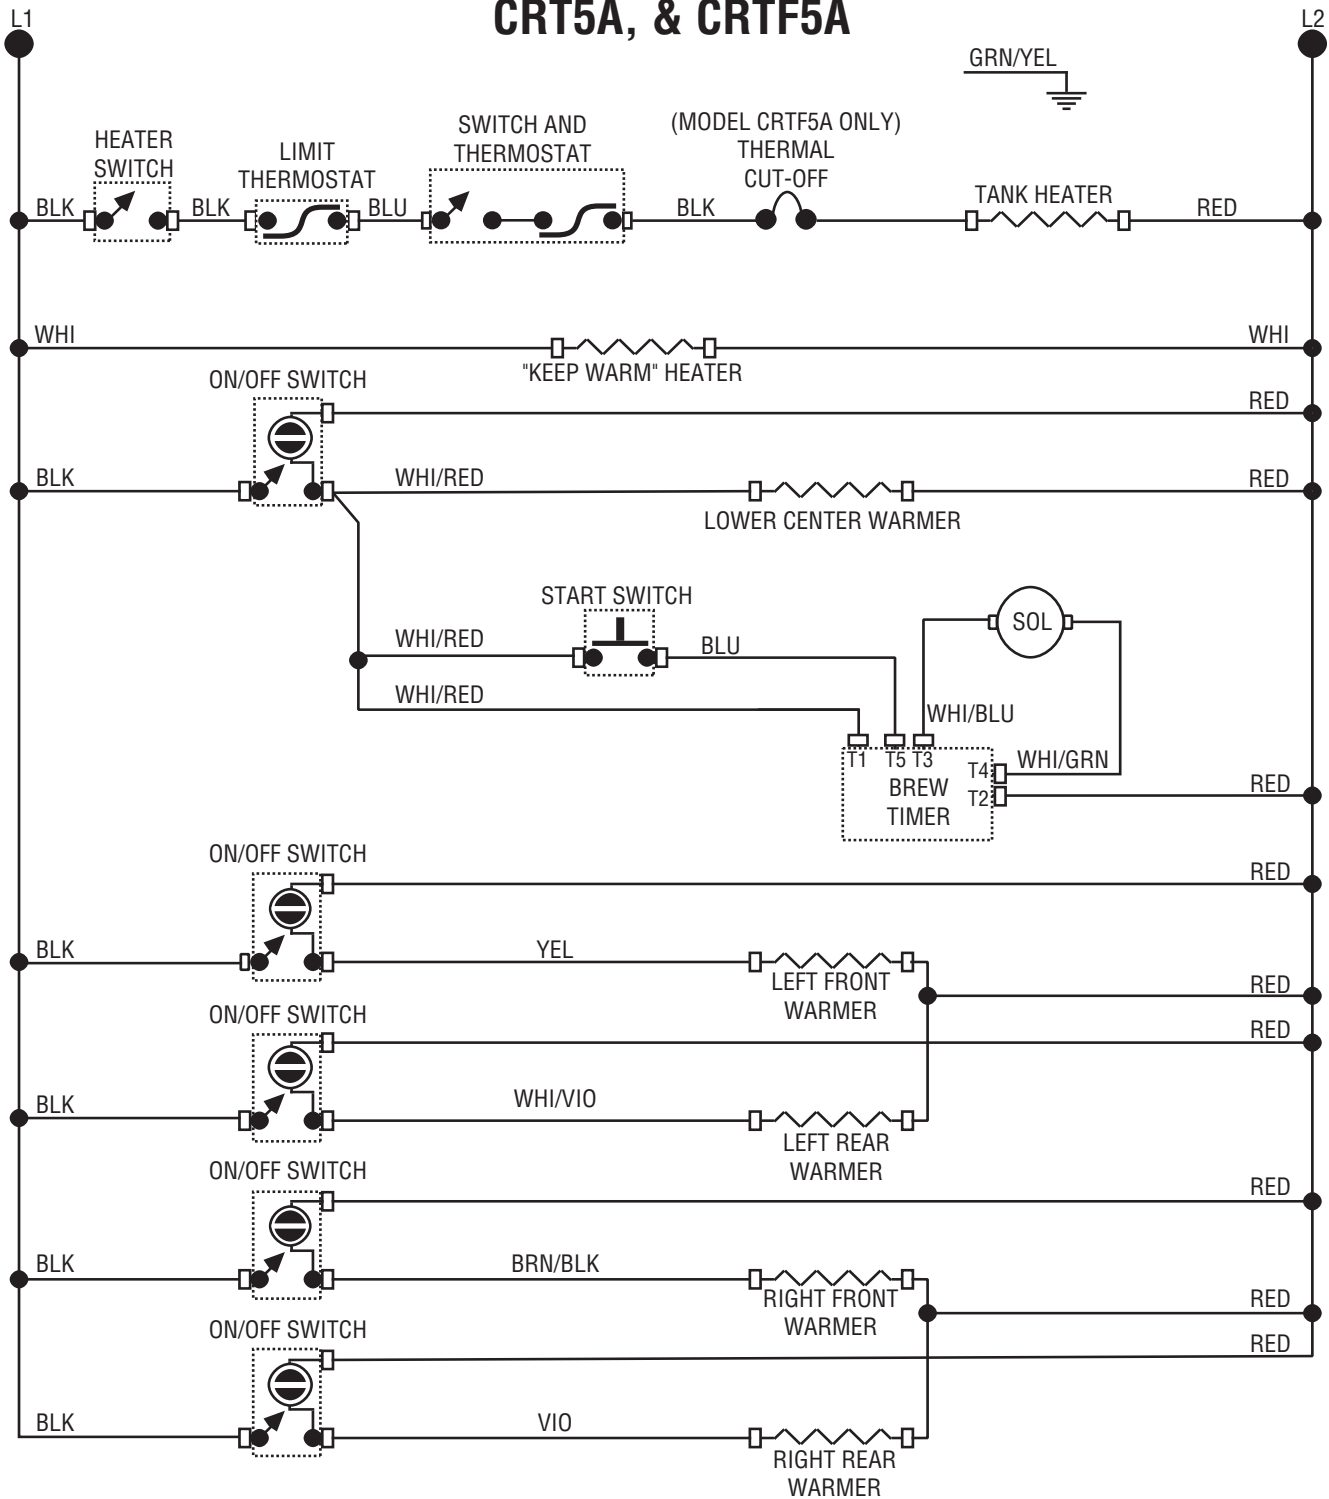 CRT5A, & CRTF5A
L1
L2
GRN/YEL
HEATER
SWITCH
LIMIT
THERMOSTAT
SWITCH AND
THERMOSTAT
(MODEL CRTF5A ONLY)
THERMAL
CUT-OFF
TANK HEATER
BLK
BLK
BLU
BLK
RED
WHI
WHI
"KEEP WARM" HEATER
ON/OFF SWITCH
RED
BLK
WHI/RED
RED
LOWER CENTER WARMER
START SWITCH
SOL
WHI/RED
BLU
WHI/RED
WHI/BLU
T1
T5
T3
WHI/GRN
T4
BREW
TIMER
T2
RED
ON/OFF SWITCH
RED
BLK
YEL
LEFT FRONT
WARMER
RED
ON/OFF SWITCH
RED
BLK
WHI/VIO
LEFT REAR
WARMER
ON/OFF SWITCH
RED
BLK
BRN/BLK
RIGHT FRONT
WARMER
RED
ON/OFF SWITCH
RED
BLK
VIO
RIGHT REAR
WARMER